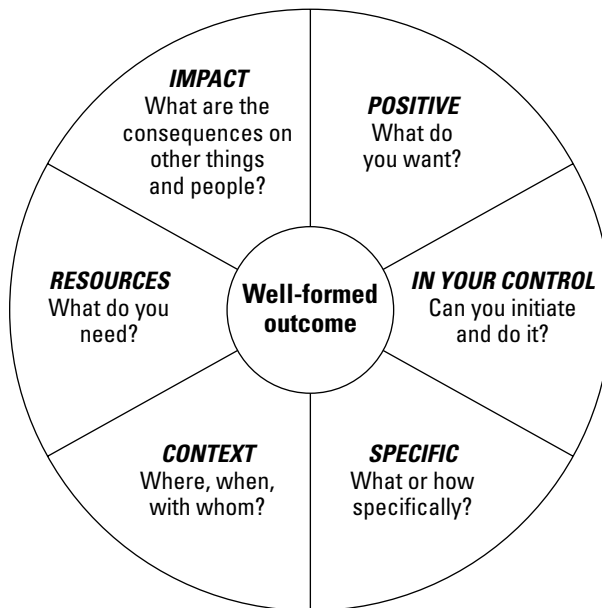 IMPACT
What are the
consequences on
other things
and people?
POSITIVE
What do
you want?
RESOURCES
What do you
need?
Well-formed
outcome
IN YOUR CONTROL
Can you initiate
and do it?
CONTEXT
Where, when,
with whom?
SPECIFIC
What or how
specifically?